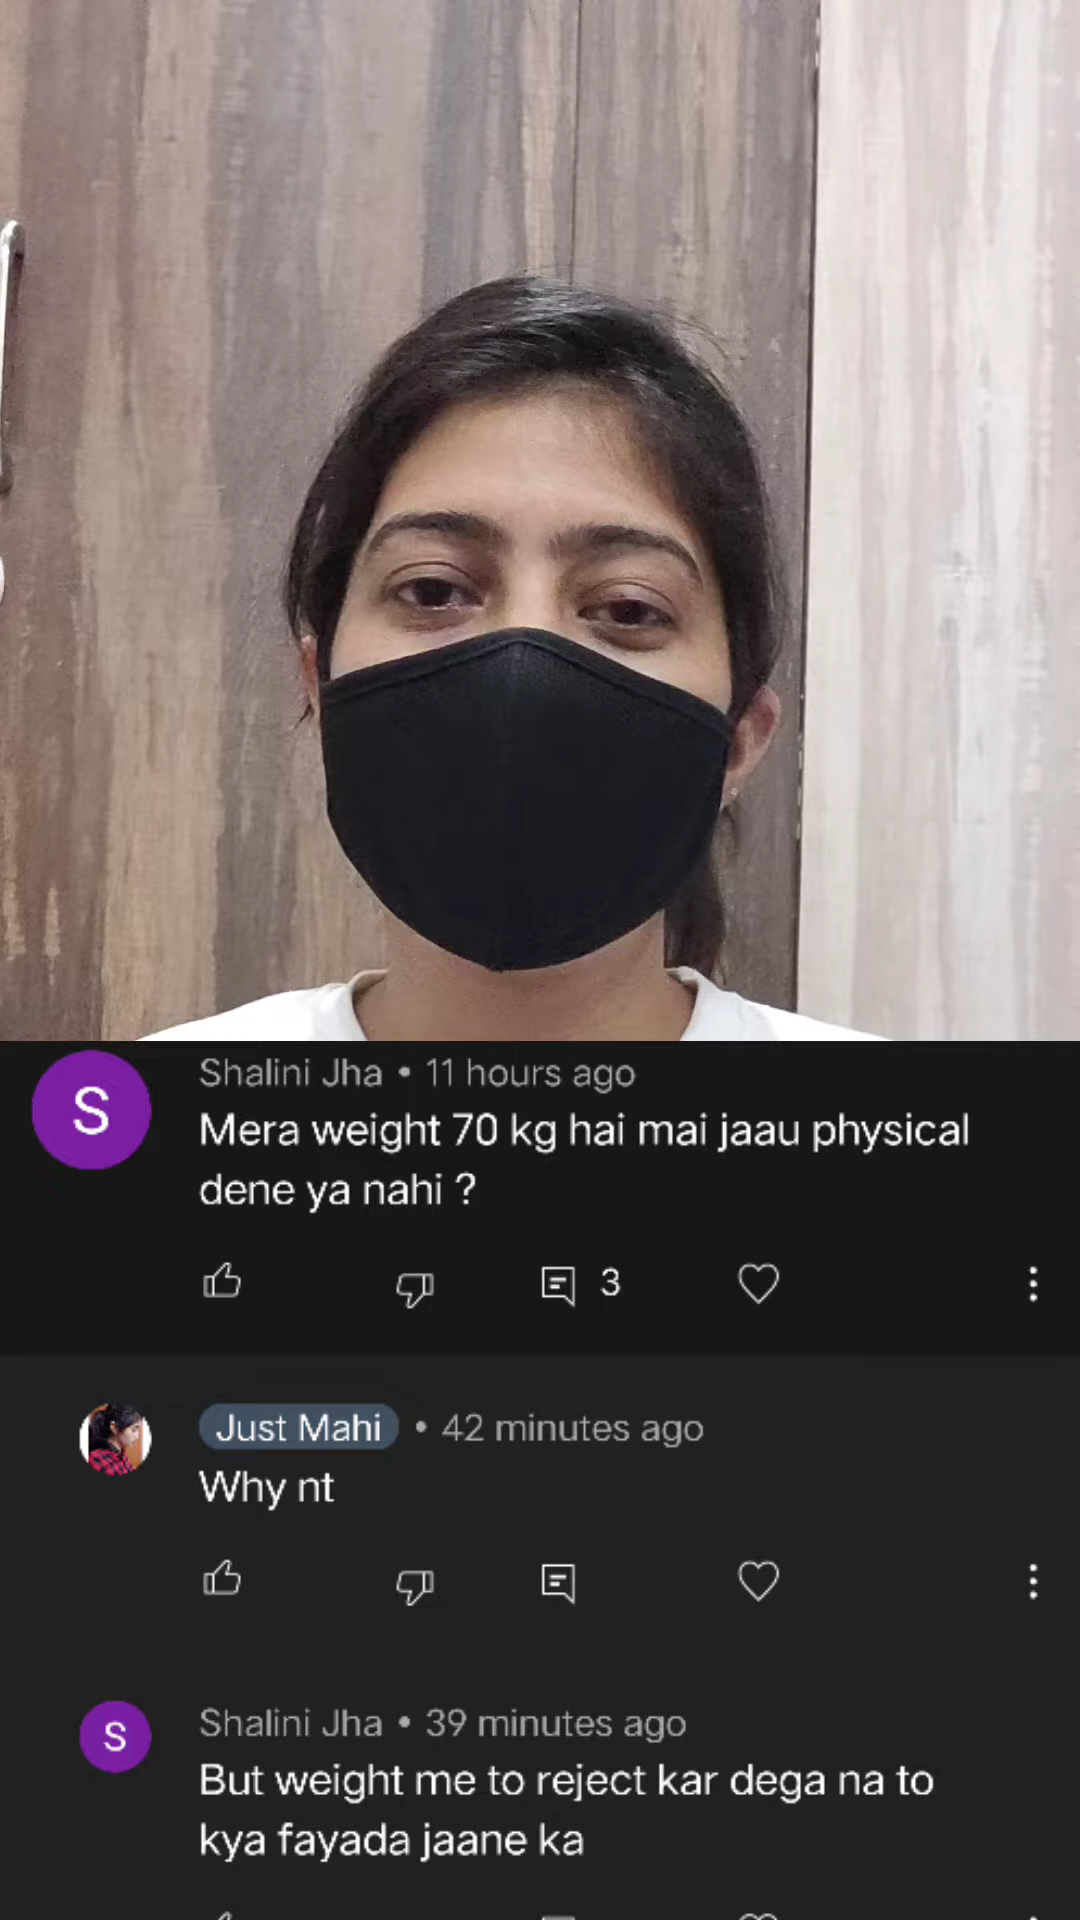 Shalini Jha • 11 hours ago
Mera weight 70 kg hai mai jaau physical
dene ya nahi ?
3
Just Mahi • 42 minutes ago
Why nt
Shalini Jha • 39 minutes ago
But weight me to reject kar dega na to
kya fayada jaane ka